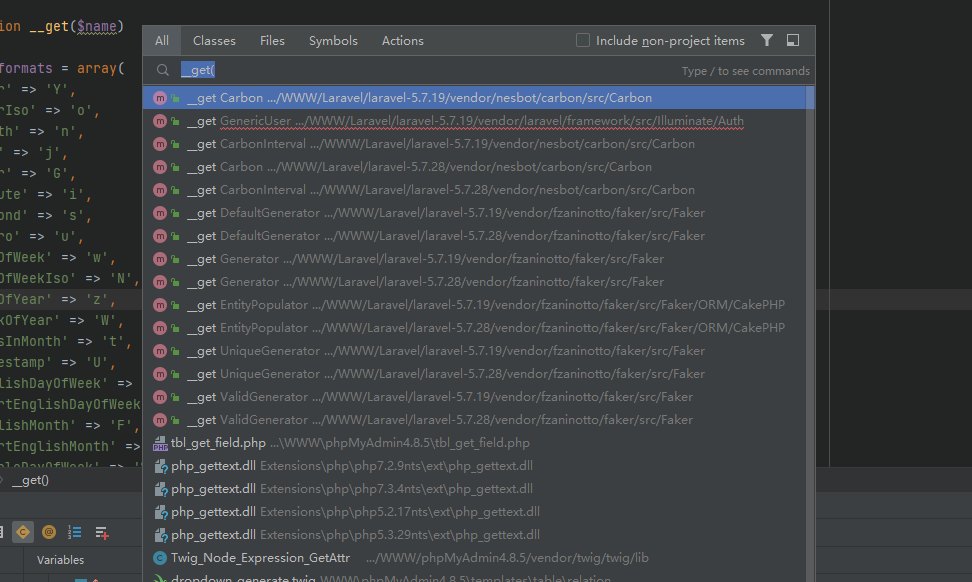 ion __get($name)
formats = array(
r' => 'Y',
rIso' => 'o',
th' => 'n',
' => 'j',
r' => 'G',
ute' => 'i',
ond' => 's',
ro' => 'u',
OfWeek' => 'w',
OfWeekIso' => 'N',
OfYear' => 'z',
kOfYear' => 'W',
sInMonth' => 't',
estamp' => 'U',
lishDayOfWeek' =>
rtEnglishDayOfWeek
lishMonth' => 'F',
rtEnglishMonth' =>
__get()
Variables
All Classes Files Symbols Actions Include non-project items
__get( Type / to see commands
__get Carbon .../WWW/Laravel/laravel-5.7.19/vendor/nesbot/carbon/src/Carbon
__get GenericUser .../WWW/Laravel/laravel-5.7.19/vendor/laravel/framework/src/Illuminate/Auth
__get CarbonInterval .../WWW/Laravel/laravel-5.7.19/vendor/nesbot/carbon/src/Carbon
__get Carbon .../WWW/Laravel/laravel-5.7.28/vendor/nesbot/carbon/src/Carbon
__get CarbonInterval .../WWW/Laravel/laravel-5.7.28/vendor/nesbot/carbon/src/Carbon
__get DefaultGenerator .../WWW/Laravel/laravel-5.7.19/vendor/fzaninotto/faker/src/Faker
__get DefaultGenerator .../WWW/Laravel/laravel-5.7.28/vendor/fzaninotto/faker/src/Faker
__get Generator .../WWW/Laravel/laravel-5.7.19/vendor/fzaninotto/faker/src/Faker
__get Generator .../WWW/Laravel/laravel-5.7.28/vendor/fzaninotto/faker/src/Faker
__get EntityPopulator .../WWW/Laravel/laravel-5.7.19/vendor/fzaninotto/faker/src/Faker/ORM/CakePHP
__get EntityPopulator .../WWW/Laravel/laravel-5.7.28/vendor/fzaninotto/faker/src/Faker/ORM/CakePHP
__get UniqueGenerator .../WWW/Laravel/laravel-5.7.19/vendor/fzaninotto/faker/src/Faker
__get UniqueGenerator .../WWW/Laravel/laravel-5.7.28/vendor/fzaninotto/faker/src/Faker
__get ValidGenerator .../WWW/Laravel/laravel-5.7.19/vendor/fzaninotto/faker/src/Faker
__get ValidGenerator .../WWW/Laravel/laravel-5.7.28/vendor/fzaninotto/faker/src/Faker
tbl_get_field.php ...\WWW\phpMyAdmin4.8.5\tbl_get_field.php
php_gettext.dll Extensions\php\php7.2.9nts\ext\php_gettext.dll
php_gettext.dll Extensions\php\php7.3.4nts\ext\php_gettext.dll
php_gettext.dll Extensions\php\php5.2.17nts\ext\php_gettext.dll
php_gettext.dll Extensions\php\php5.3.29nts\ext\php_gettext.dll
Twig_Node_Expression_GetAttr .../WWW/phpMyAdmin4.8.5/vendor/twig/twig/lib
dropdown_generate.twig WWW\phpMyAdmin4.8.5\templates\table\relation